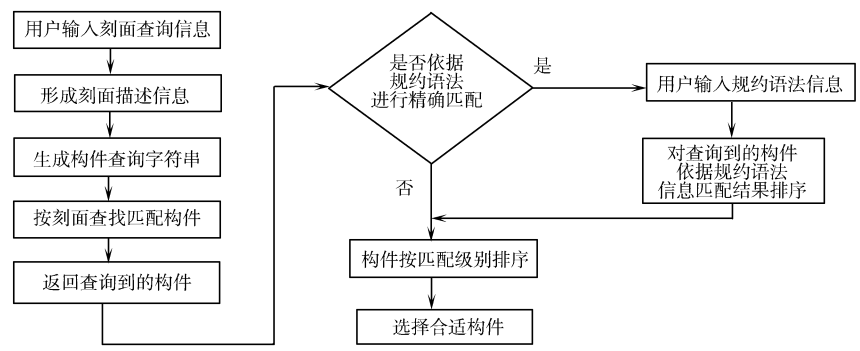 用户输入刻面查询信息
形成刻面描述信息
生成构件查询字符串
按刻面查找匹配构件
返回查询到的构件
是否依据
规约语法
进行精确匹配
是
用户输入规约语法信息
对查询到的构件
依据规约语法
信息匹配结果排序
否
构件按匹配级别排序
选择合适构件